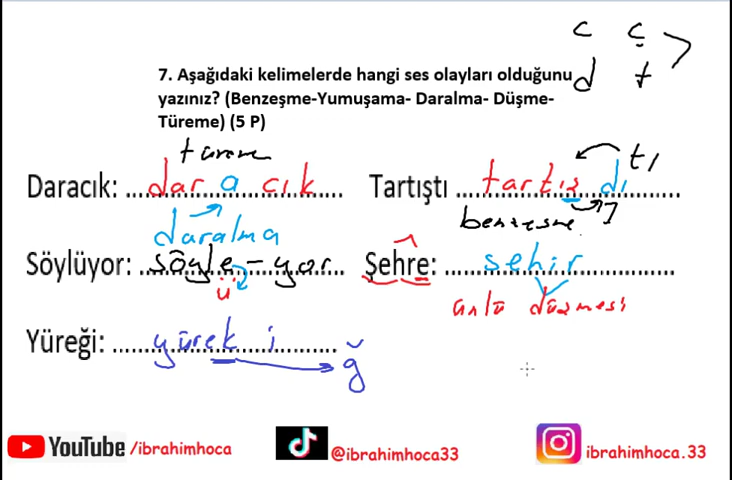 c ç
7. Aşağıdaki kelimelerde hangi ses olayları olduğunu
d t
yazınız? (Benzeşme-Yumuşama- Daralma- Düşme-
Türeme) (5 P)
türeme
Daracık: dar a cık
Tartıştı tartış dı tı
benzeşme
daralma
Söylüyor: söyle-yor
ü
Şehre: şehir
ünlü düşmesi
Yüreği: yürek i
ğ
YouTube /ibrahimhoca
@ibrahimhoca33
ibrahimhoca.33